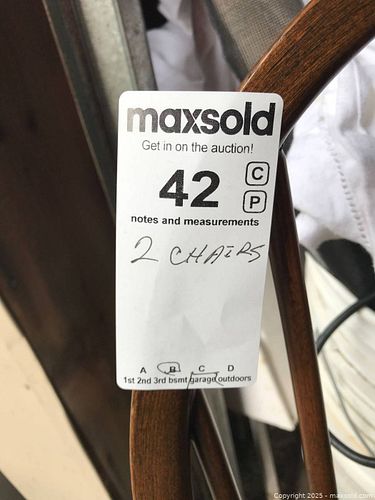 maxsold
Get in on the auction!
42 C
P
notes and measurements
2 CHAIRS
A B C D
1st 2nd 3rd bsmt garage outdoors
Copyright 2025 - maxsold.com